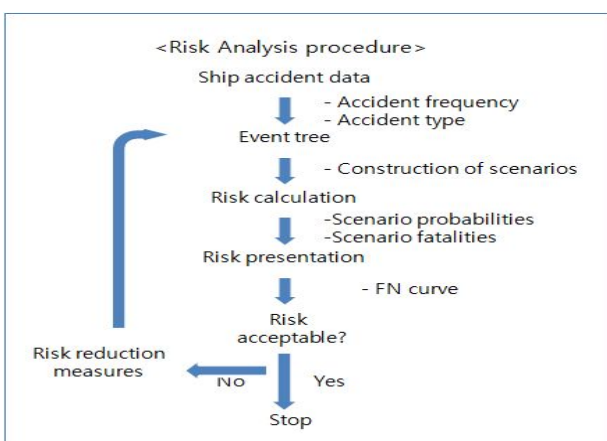 <Risk Analysis procedure>
Ship accident data
- Accident frequency
- Accident type
Event tree
- Construction of scenarios
Risk calculation
-Scenario probabilities
-Scenario fatalities
Risk presentation
- FN curve
Risk
acceptable?
Risk reduction
measures
No
Yes
Stop